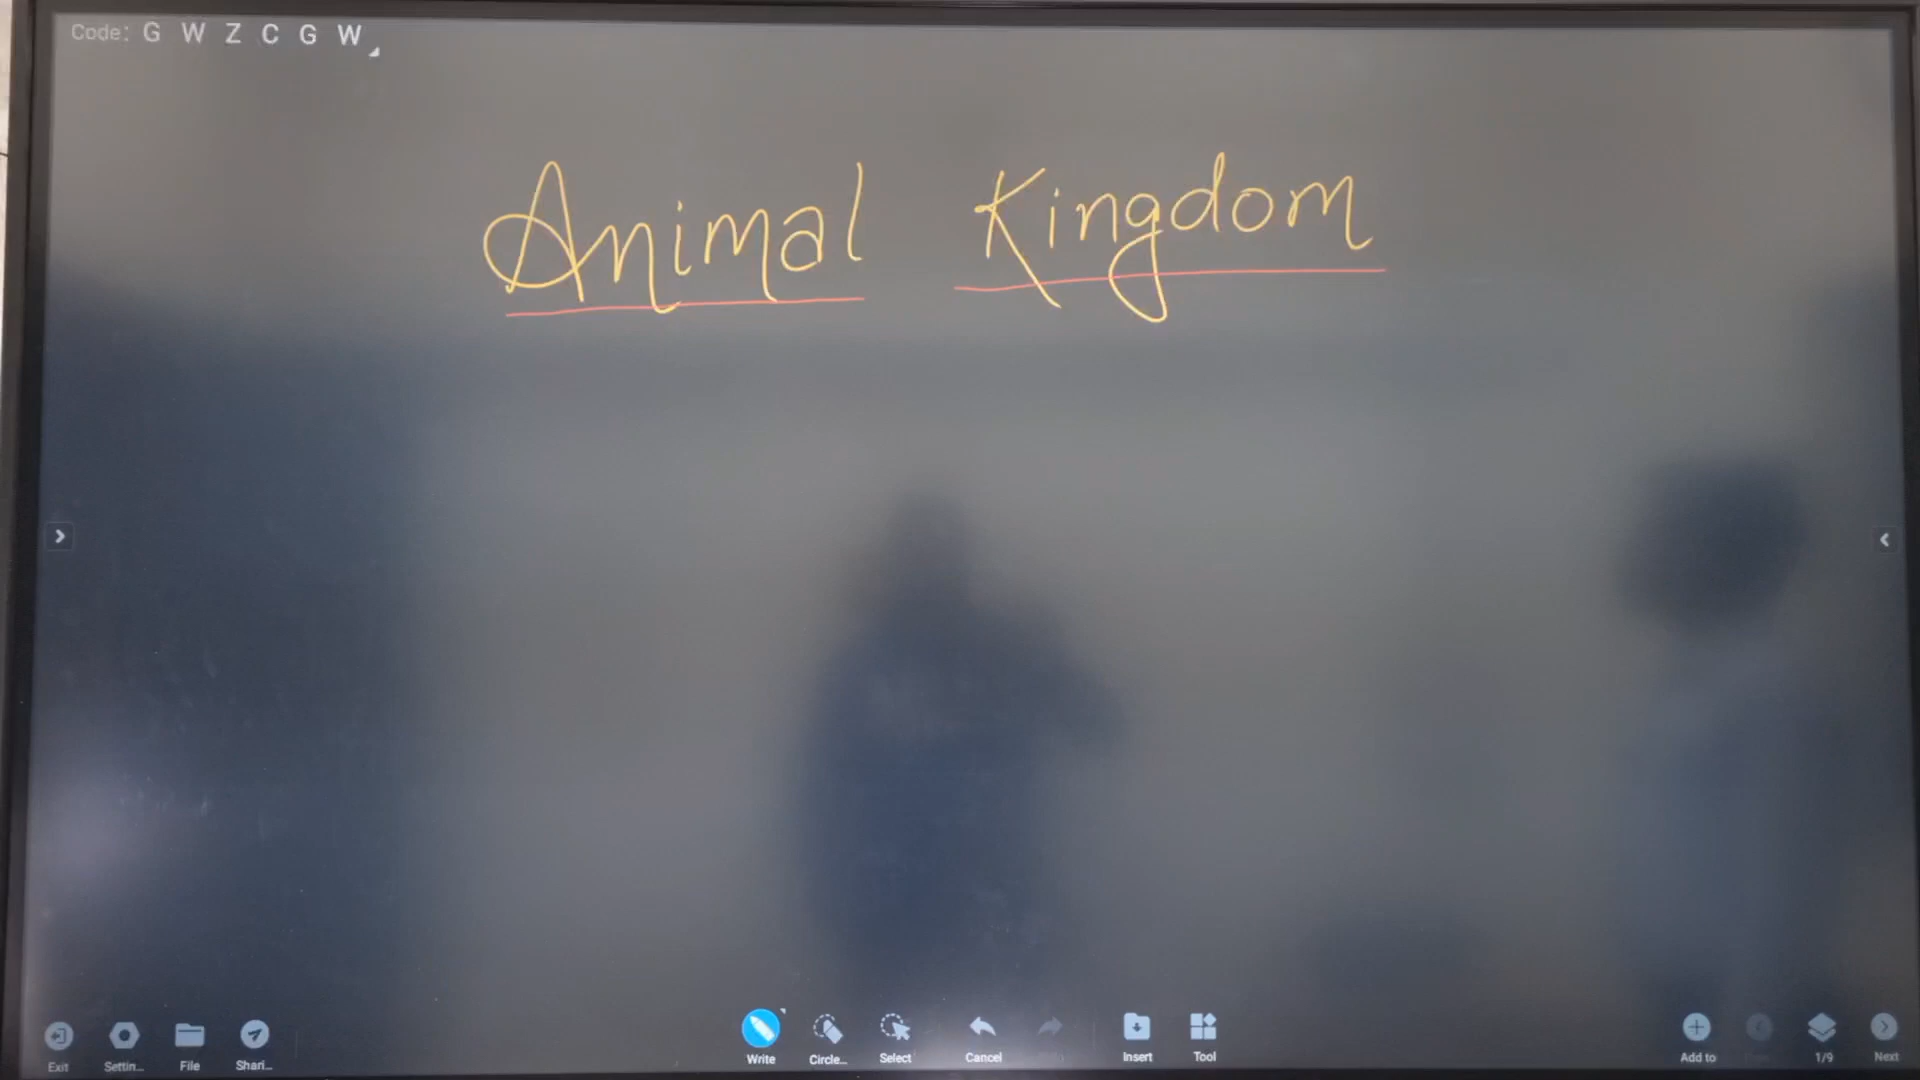 Code: G W Z C G W
Animal Kingdom
Exit Settin... File Shari... Write Circle... Select Cancel Insert Tool Add to 1/9 Next